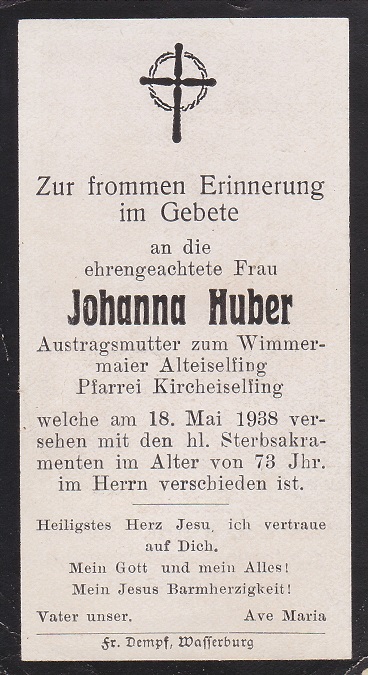 Zur frommen Erinnerung
im Gebete
an die
ehrengeachtete Frau
Johanna Huber
Austragsmutter zum Wimmer-
maier Alteiselfing
Pfarrei Kircheiselfing
welche am 18. Mai 1938 ver-
sehen mit den hl. Sterbsakra-
menten im Alter von 73 Jhr.
im Herrn verschieden ist.
Heiligstes Herz Jesu, ich vertraue
auf Dich.
Mein Gott und mein Alles!
Mein Jesus Barmherzigkeit!
Vater unser. Ave Maria
Fr. Dempf, Wasserburg